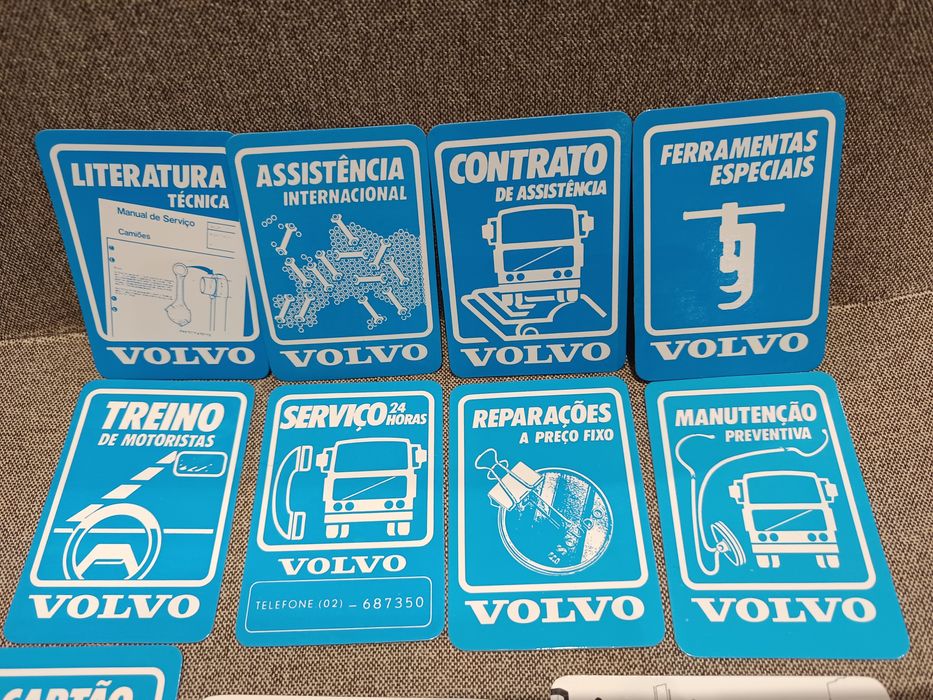 LITERATURA
TÉCNICA
Manual de Serviço
Camiões
VOLVO
ASSISTÊNCIA
INTERNACIONAL
VOLVO
CONTRATO
DE ASSISTÊNCIA
VOLVO
FERRAMENTAS
ESPECIAIS
VOLVO
TREINO
DE MOTORISTAS
VOLVO
SERVIÇO 24
HORAS
VOLVO
TELEFONE (02) – 687350
REPARAÇÕES
A PREÇO FIXO
VOLVO
MANUTENÇÃO
PREVENTIVA
VOLVO
CARTÃO